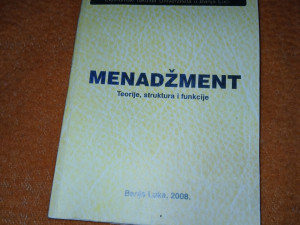 MENADŽMENT
Teorije, struktura i funkcije
Banja Luka, 2008.